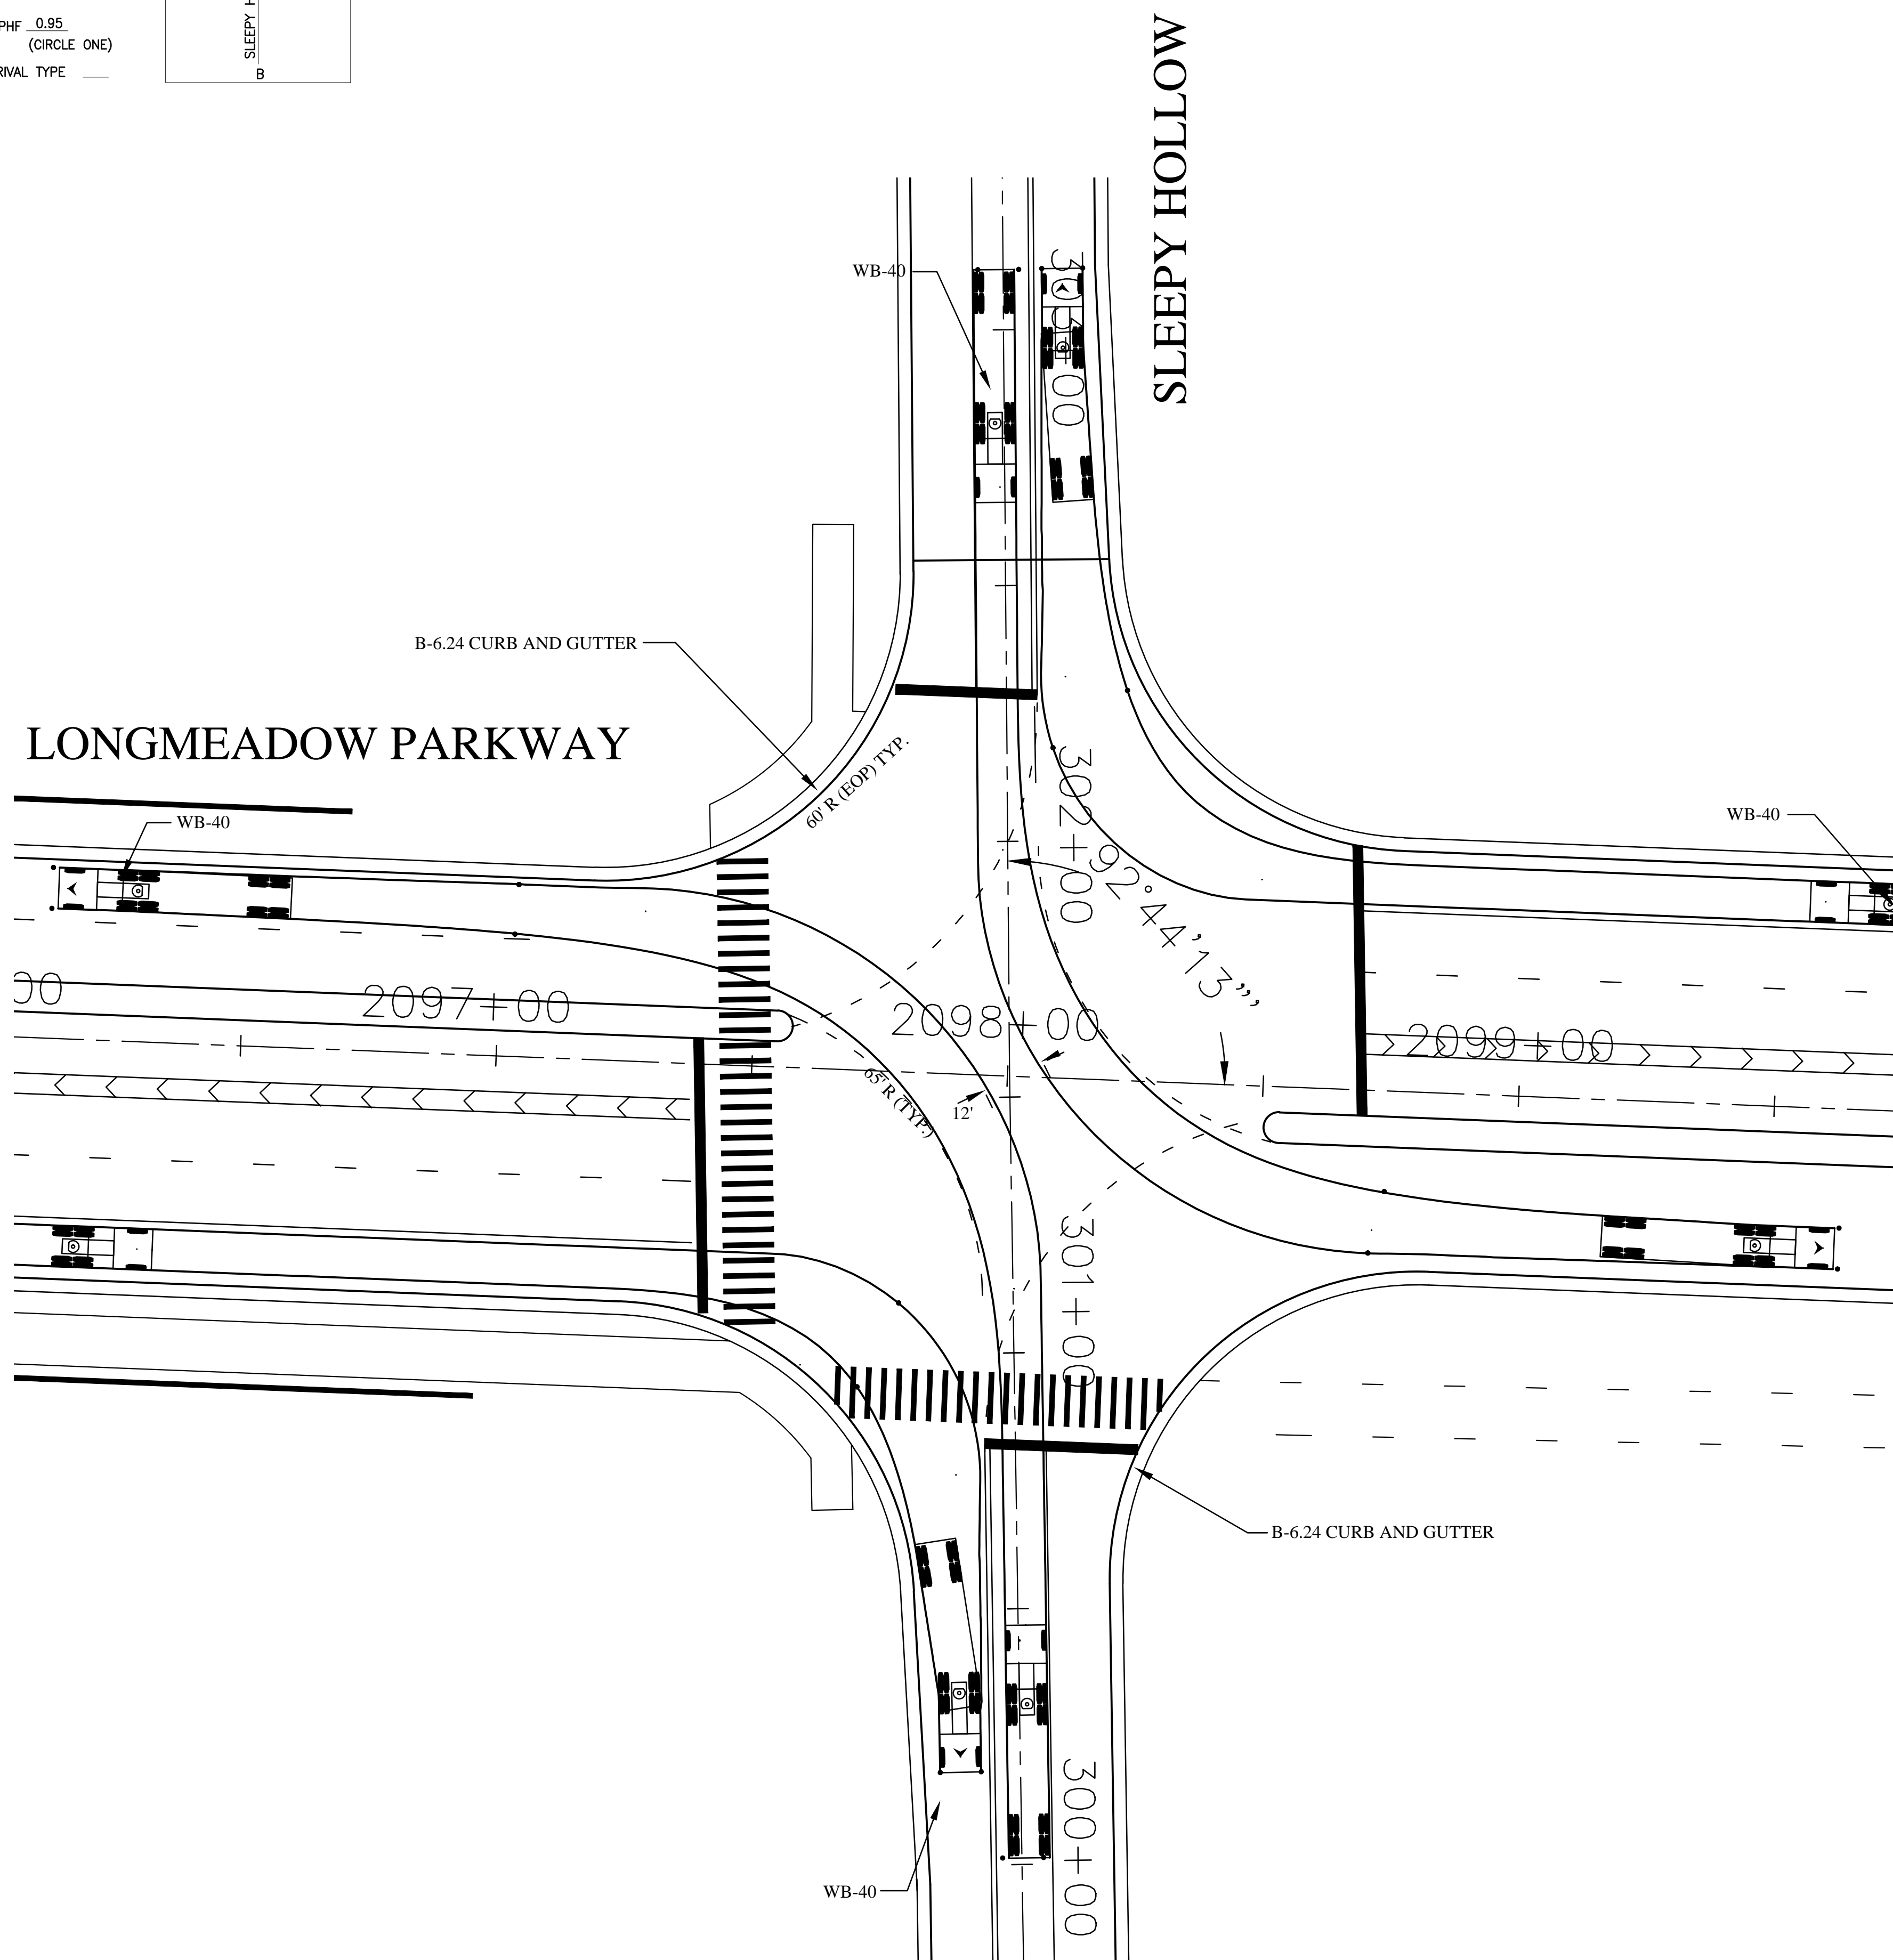 PHF 0.95
(CIRCLE ONE)
RIVAL TYPE
SLEEPY H
B
SLEEPY HOLLOW
WB-40
303+00
B-6.24 CURB AND GUTTER
LONGMEADOW PARKWAY
60' R (EOP) TYP.
WB-40
WB-40
302+00
92°44'13"
00
2097+00
2098+00
2099+00
65' R (TYP.)
12'
301+00
B-6.24 CURB AND GUTTER
300+00
WB-40